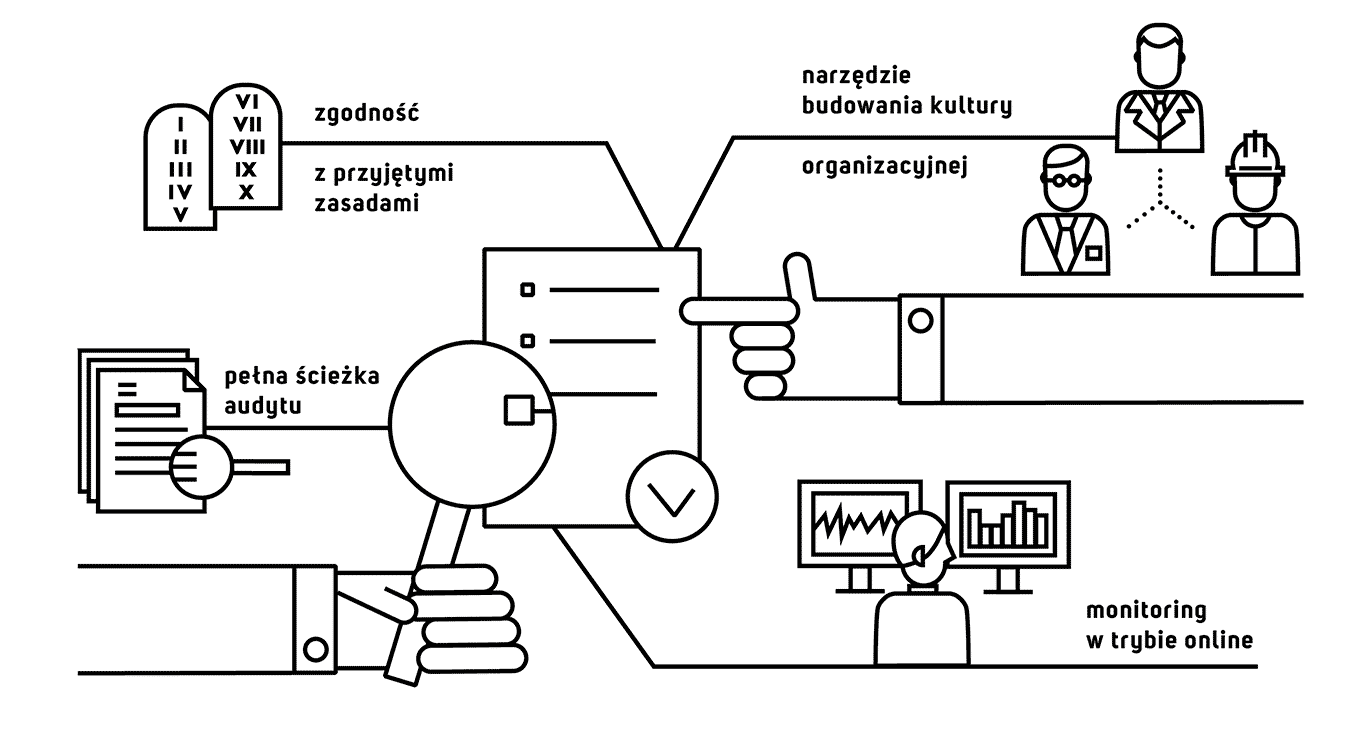 I
II
III
IV
V
VI
VII
VIII
IX
X
zgodność
z przyjętymi
zasadami
narzędzie
budowania kultury
organizacyjnej
pełna ścieżka
audytu
monitoring
w trybie online